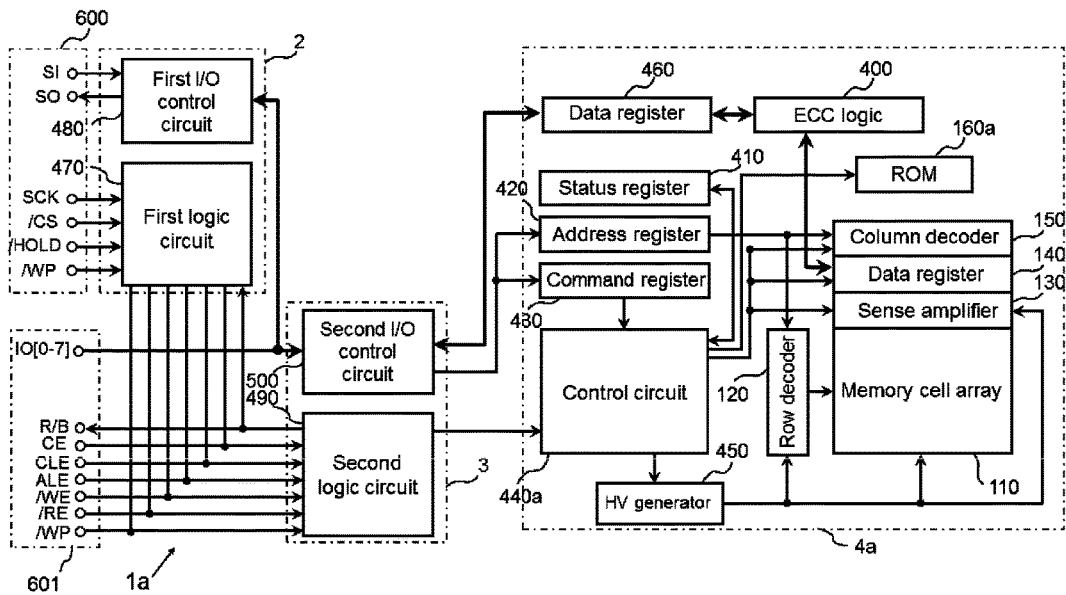 600
2
SI
SO
First I/O
control
circuit
480
470
SCK
/CS
/HOLD
/WP
First logic
circuit
IO[0-7]
R/B
CE
CLE
ALE
/WE
/RE
/WP
601
1a
Second I/O
control
circuit
500
490
Second
logic circuit
3
460
Data register
400
ECC logic
160a
ROM
410
Status register
420
Address register
Command register
430
Control circuit
440a
450
HV generator
120
Row decoder
150
Column decoder
140
Data register
130
Sense amplifier
Memory cell array
110
4a